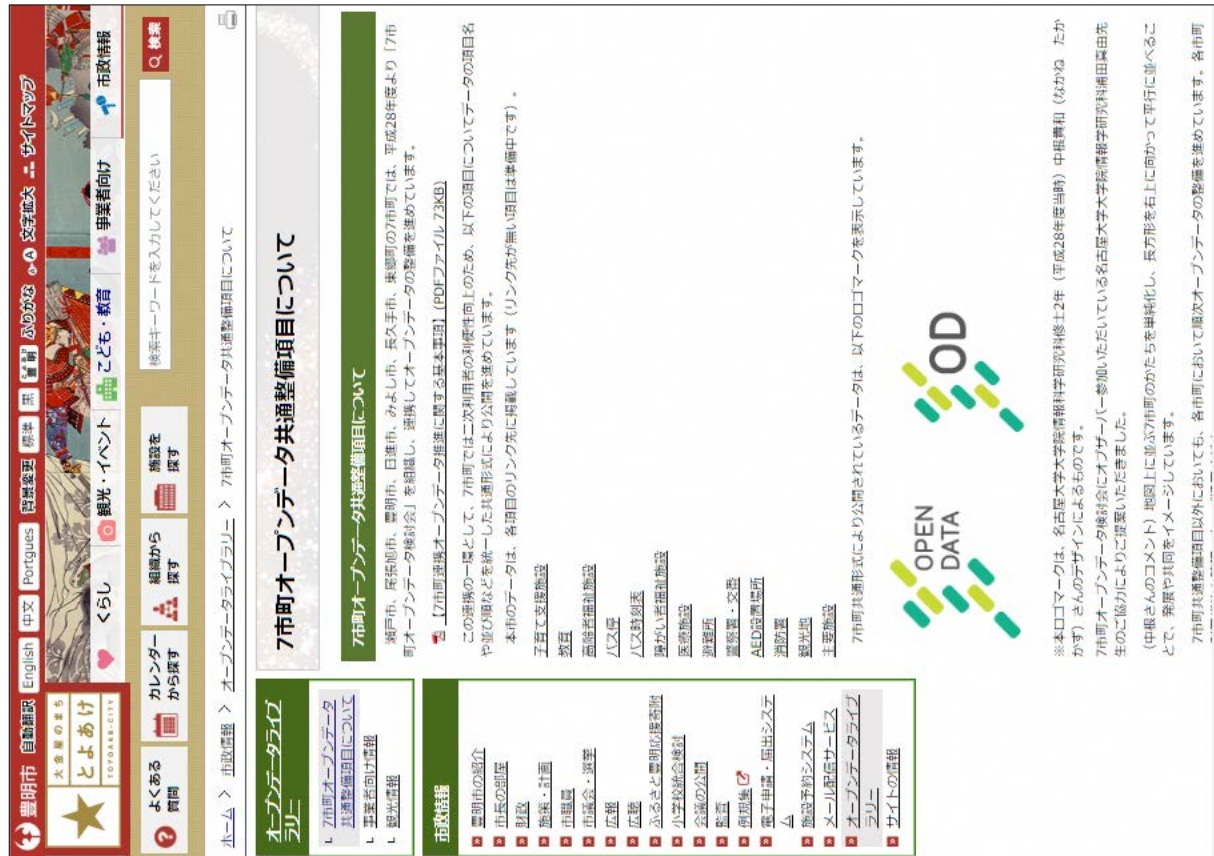 豊明市 自動翻訳 English 中文 Portgues 背景変更 標準 黒 豊明 ふりがな A 文字拡大 サイトマップ
大金星のまち
とよあけ
TOYOAKE-CITY
くらし 観光・イベント こども・教育 事業者向け 市政情報
よくある質問
カレンダーから探す
組織から探す
施設を探す
検索キーワードを入力してください
検索
ホーム > 市政情報 > オープンデータライブラリー > 7市町オープンデータ共通整備項目について
オープンデータライブ
ラリー
7市町オープンデータ
共通整備項目について
事業者向け情報
観光情報
市政情報
豊明市の紹介
市長の部屋
財政
施策・計画
市職員
市議会・選挙
広報
広聴
ふるさと豊明応援寄附
小学校統合検討
会議の公開
監査
例規集
電子申請・届出システ
ム
施設予約システム
メール配信サービス
オープンデータライブ
ラリー
サイトの情報
7市町オープンデータ共通整備項目について
7市町オープンデータ共通整備項目について
瀬戸市、尾張旭市、豊明市、日進市、みよし市、長久手市、東郷町の7市町では、平成28年度より「7市
町オープンデータ検討会」を組織し、連携してオープンデータの整備を進めています。
【7市町連携オープンデータ推進に関する基本事項】 (PDFファイル 73KB)
この連携の一環として、7市町では二次利用者の利便性向上のため、以下の項目についてデータの項目名
や並び順などを統一した共通形式により公開を進めています。
本市のデータは、各項目のリンク先に掲載しています（リンク先が無い項目は準備中です）。
子育て支援施設
教育
高齢者福祉施設
バス停
バス時刻表
障がい者福祉施設
医療施設
避難所
警察署・交番
AED設置場所
消防署
観光地
主要施設
7市町共通形式により公開されているデータは、以下のロゴマークを表示しています。
OPEN
DATA
OD
※本ロゴマークは、名古屋大学大学院情報科学研究科修士2年（平成28年度当時）中根貴和（なかね たか
かず）さんのデザインによるものです。
7市町オープンデータ検討会にオブザーバー参加いただいている名古屋大学大学院情報学研究科浦田真由先
生のご協力によりご提案いただきました。
（中根さんのコメント）地図上に並ぶ7市町のかたちを単純化し、長方形を右上に向かって平行に並べるこ
とで、発展や共同をイメージしています。
7市町共通整備項目以外においても、各市町において順次オープンデータの整備を進めています。各市町